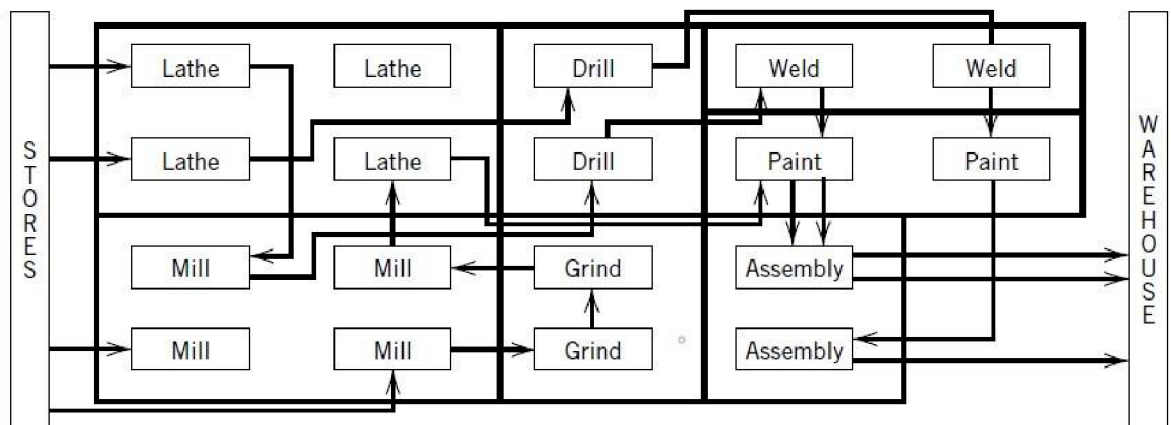 STORES
Lathe Lathe Drill Weld Weld
Lathe Lathe Drill Paint Paint
Mill Mill Grind Assembly
Mill Mill Grind Assembly
WAREHOUSE